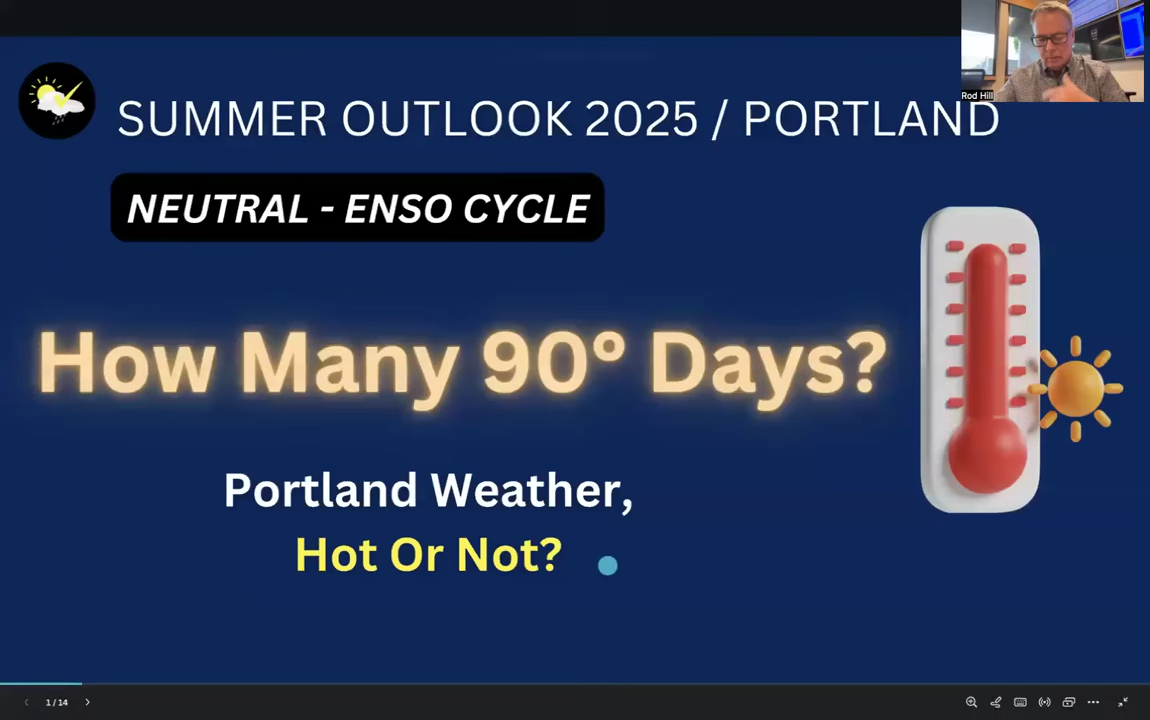 Rod Hill
SUMMER OUTLOOK 2025 / PORTLAND
NEUTRAL - ENSO CYCLE
How Many 90° Days?
Portland Weather,
Hot Or Not?
1 / 14